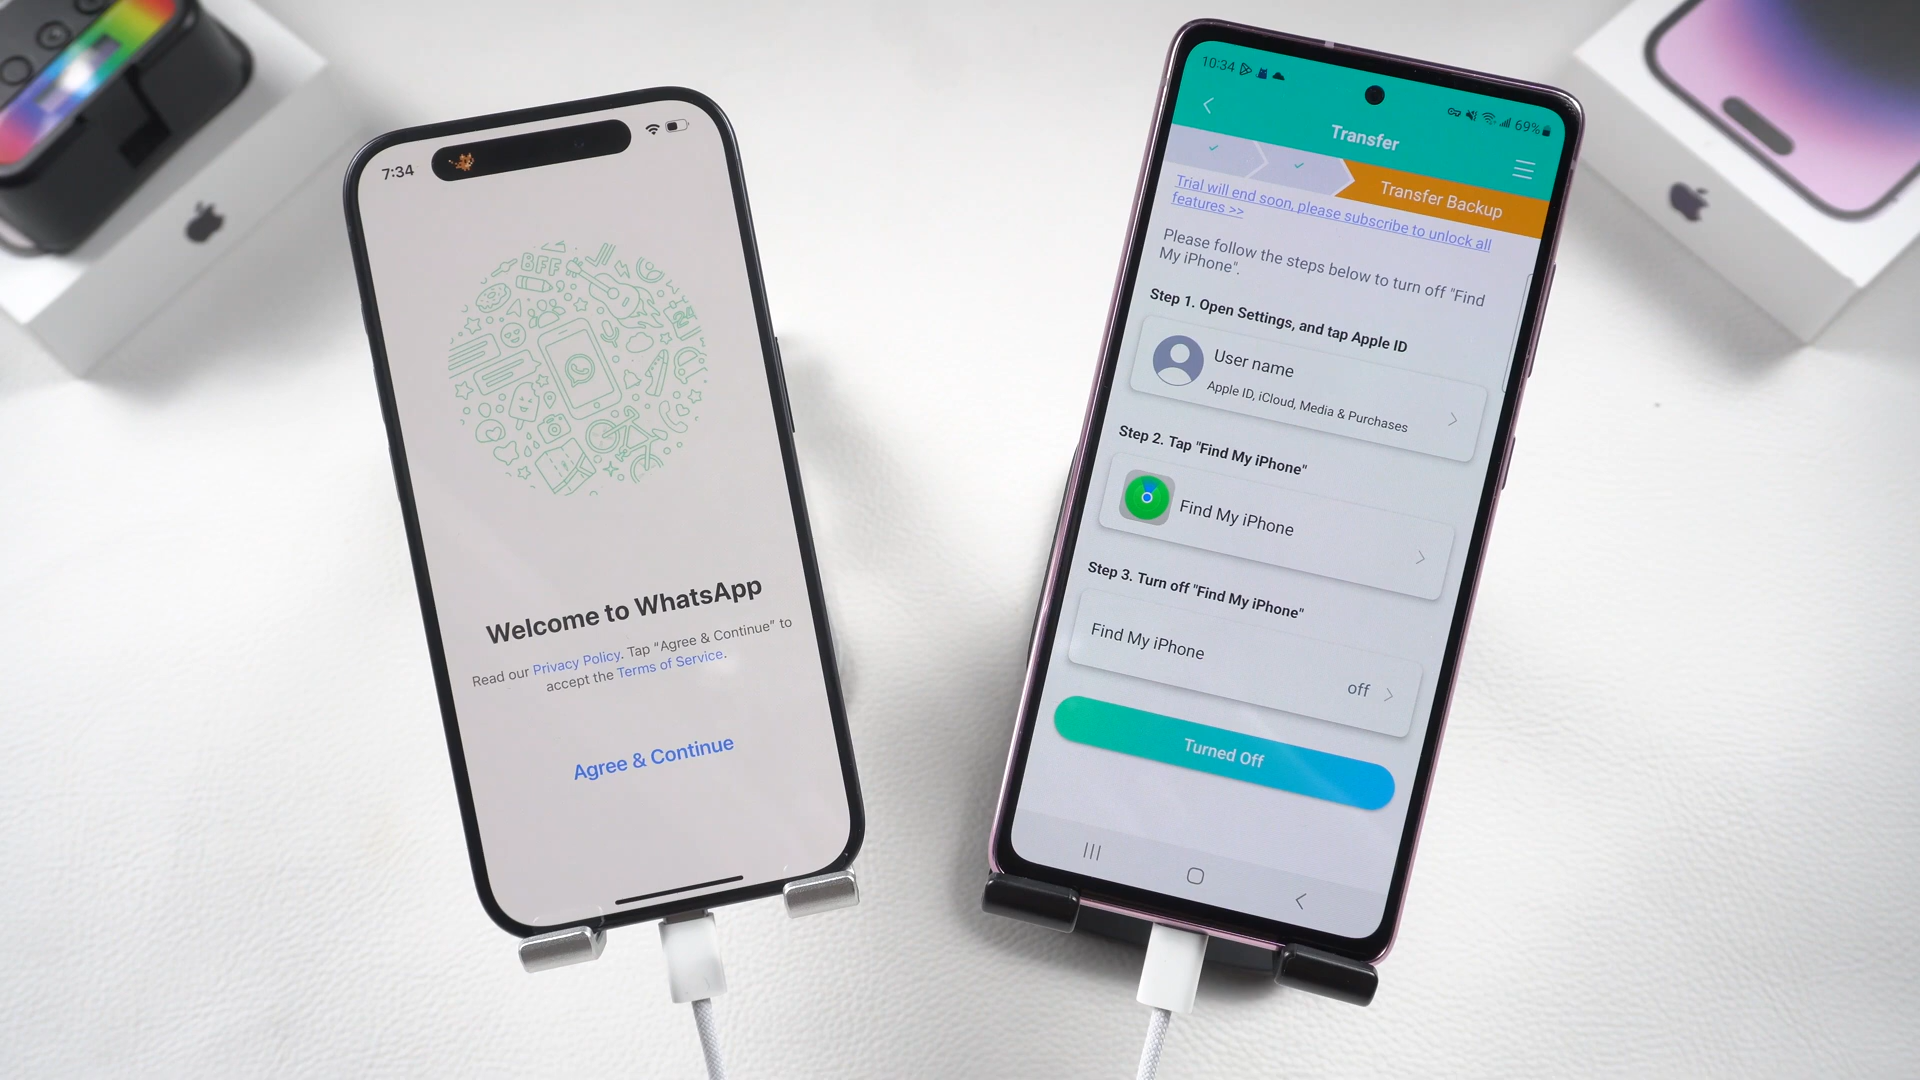 7:34
BFF
24
Welcome to WhatsApp
Read our Privacy Policy. Tap "Agree & Continue" to
accept the Terms of Service.
Agree & Continue
10:34
69%
Transfer
Transfer Backup
Trial will end soon, please subscribe to unlock all
features >>
Please follow the steps below to turn off "Find
My iPhone".
Step 1. Open Settings, and tap Apple ID
User name
Apple ID, iCloud, Media & Purchases
Step 2. Tap "Find My iPhone"
Find My iPhone
Step 3. Turn off "Find My iPhone"
Find My iPhone
off
Turned Off